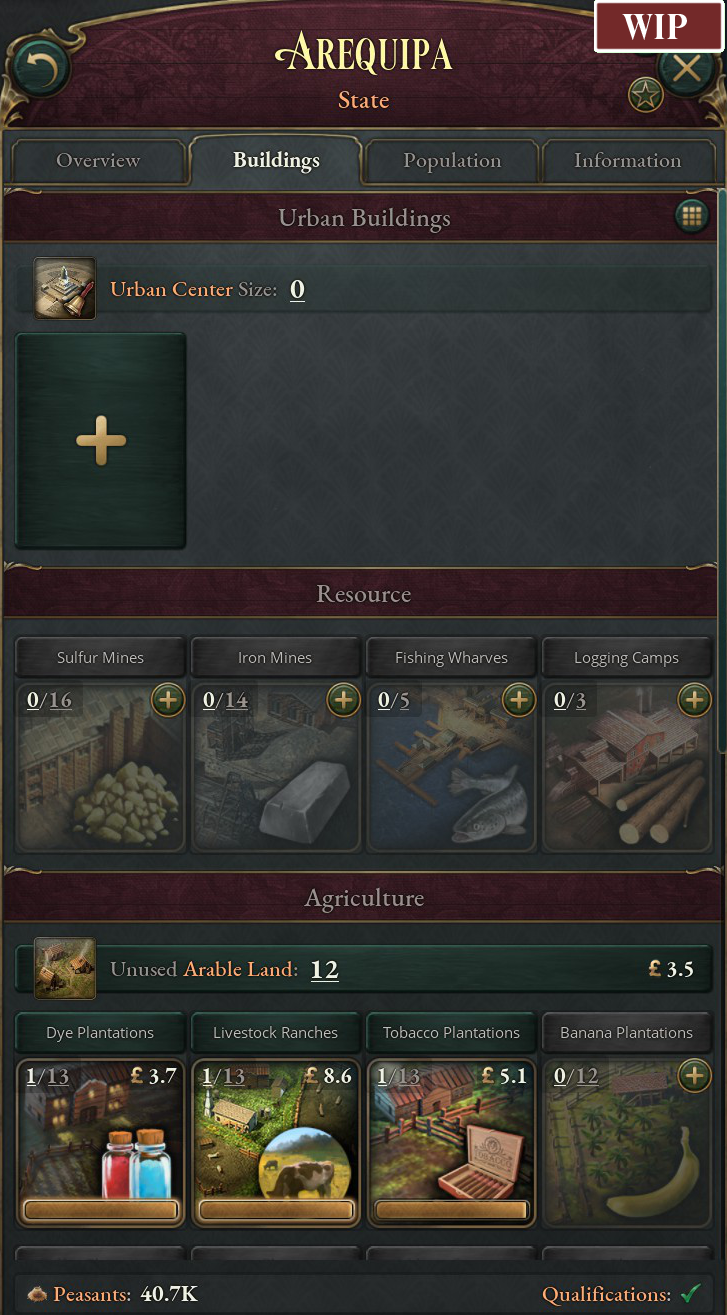 WIP
AREQUIPA
State
Overview Buildings Population Information
Urban Buildings
Urban Center Size: 0
Resource
Sulfur Mines Iron Mines Fishing Wharves Logging Camps
0/16 0/14 0/5 0/3
Agriculture
Unused Arable Land: 12 £ 3.5
Dye Plantations Livestock Ranches Tobacco Plantations Banana Plantations
1/13 £ 3.7 1/13 £ 8.6 1/13 £ 5.1 0/12
TOBACCO
Peasants: 40.7K Qualifications: